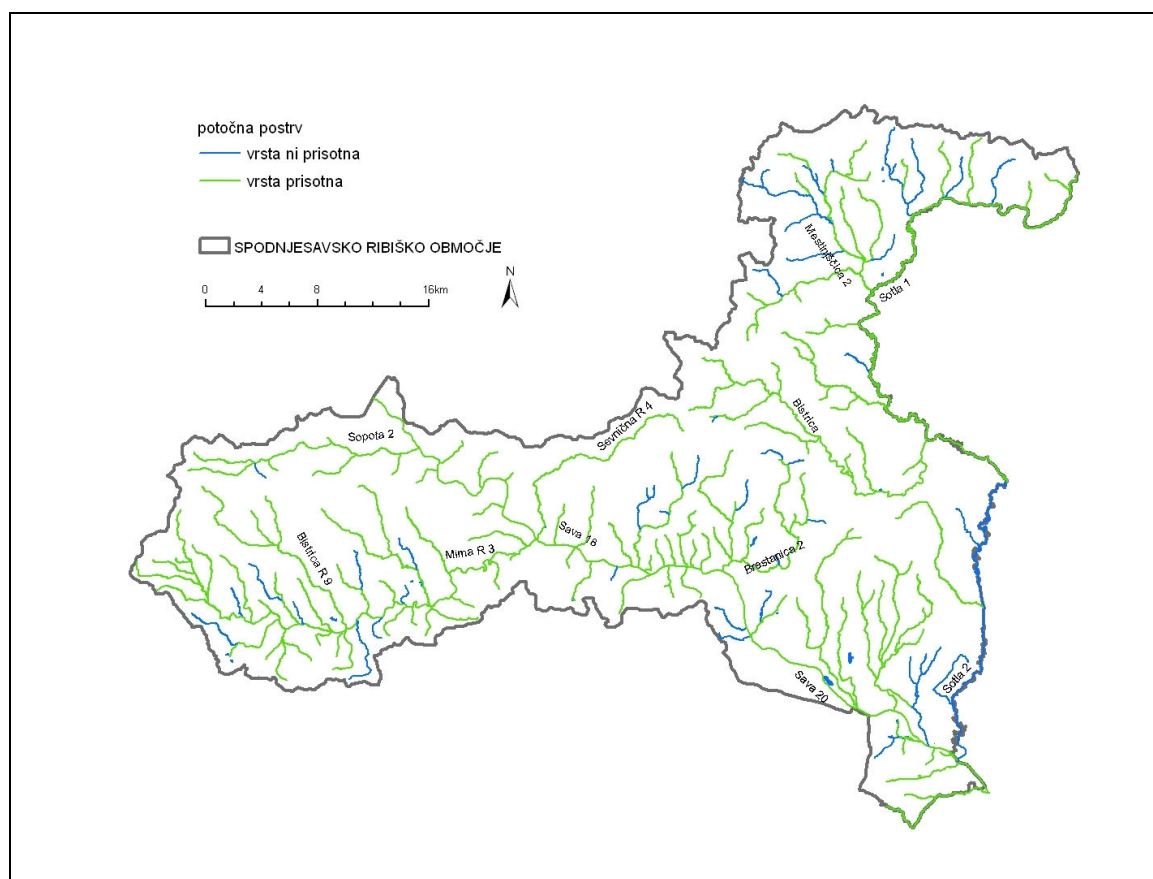 potočna postrv
vrsta ni prisotna
vrsta prisotna
SPODNJESAVSKO RIBIŠKO OBMOČJE
0 4 8 16km
N
Mestinjščica 2
Sotla 1
Sevnična R 4
Bistrica
Sopota 2
Sava 18
Mirna R 3
Bistrica R 9
Brestanica 2
Sava 20
Sotla 2